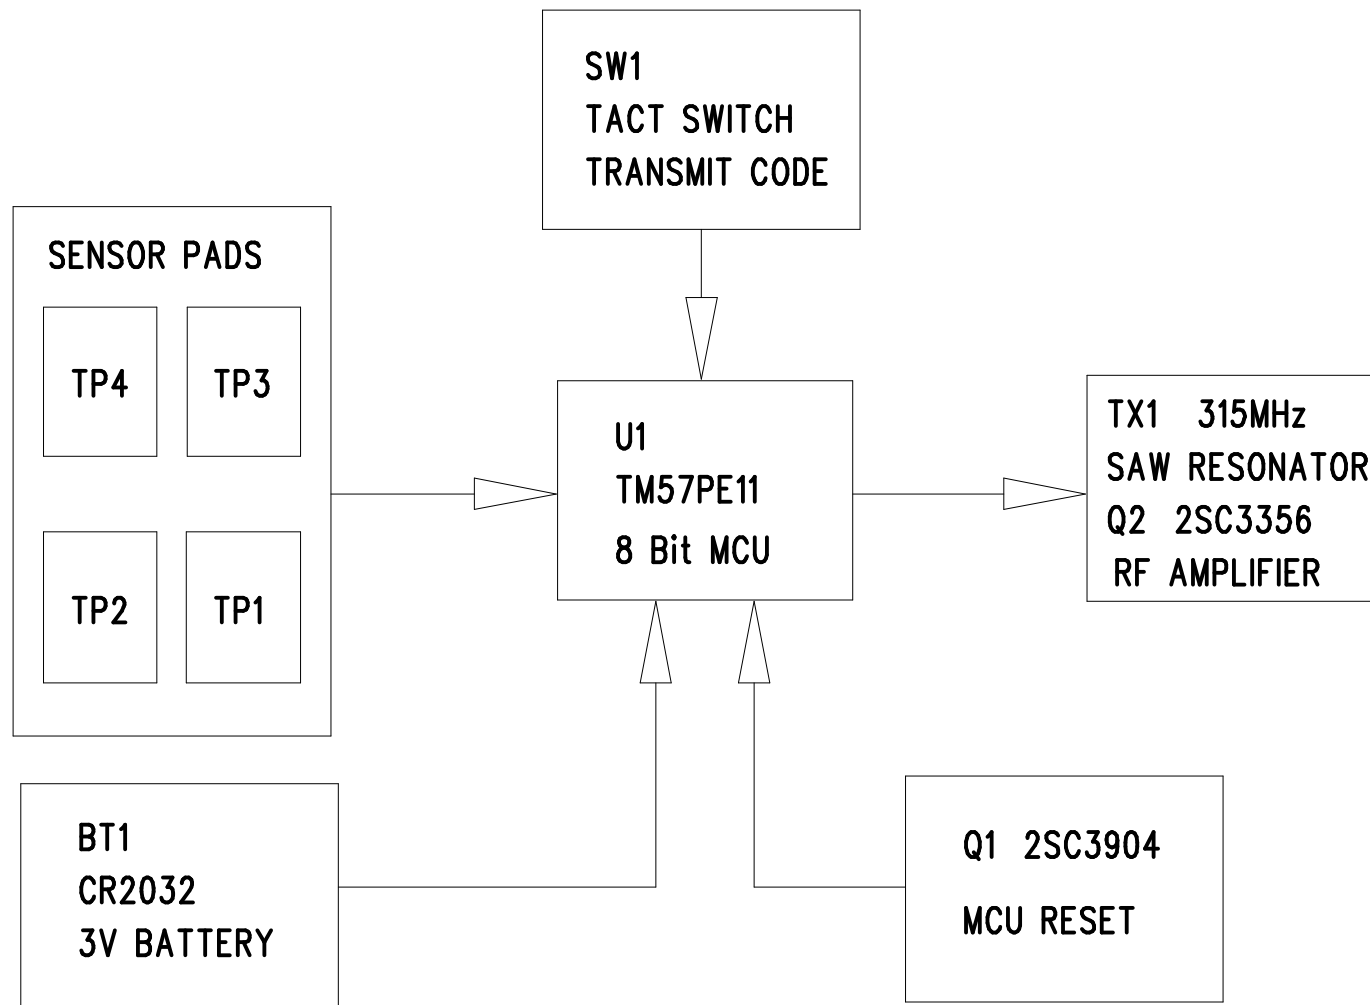 SW1
TACT SWITCH
TRANSMIT CODE
SENSOR PADS
TP4 TP3
TP2 TP1
U1
TM57PE11
8 Bit MCU
TX1 315MHz
SAW RESONATOR
Q2 2SC3356
RF AMPLIFIER
BT1
CR2032
3V BATTERY
Q1 2SC3904
MCU RESET